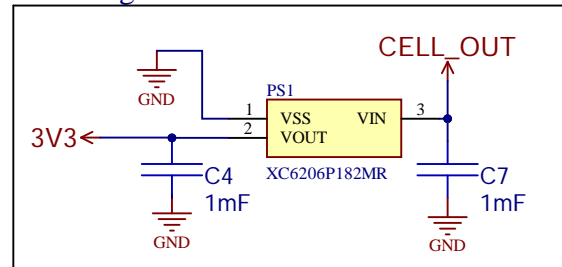 CELL_OUT
GND
PS1
1 VSS VIN 3
2 VOUT
3V3
XC6206P182MR
C4
1mF
C7
1mF
GND
GND